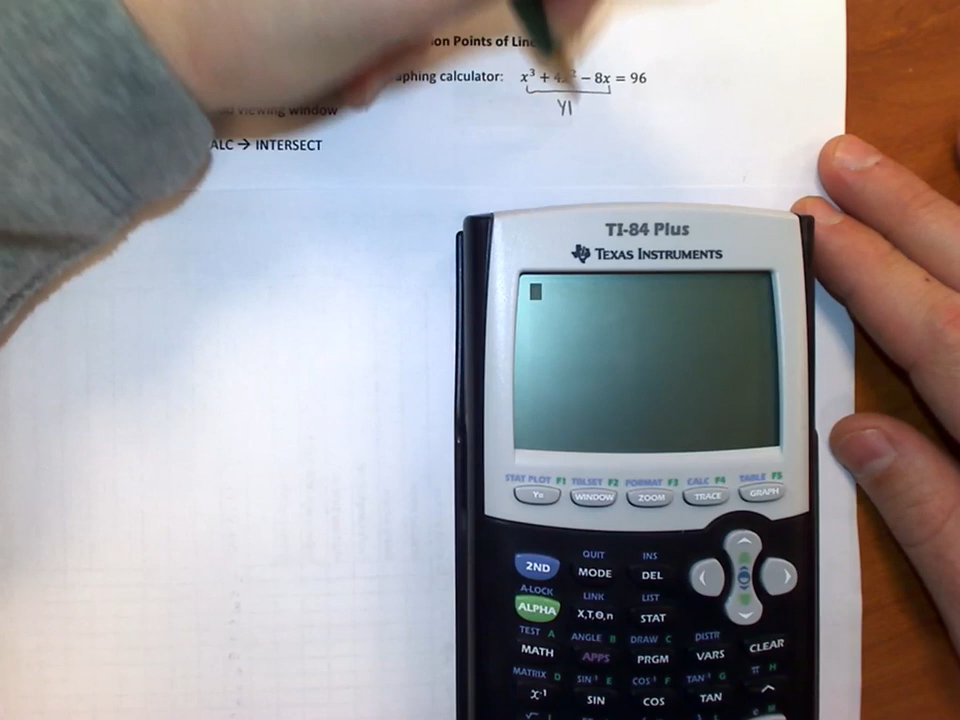 on Points of Line
aphing calculator: x³ + 4x² − 8x = 96
Y1
viewing window
ALC → INTERSECT
TI-84 Plus
TEXAS INSTRUMENTS
STAT PLOT F1 TBLSET F2 FORMAT F3 CALC F4 TABLE F5
Y= WINDOW ZOOM TRACE GRAPH
QUIT INS
2ND MODE DEL
A-LOCK LINK LIST
ALPHA X,T,θ,n STAT
TEST A ANGLE B DRAW C DISTR
MATH APPS PRGM VARS CLEAR
MATRIX D SIN⁻¹ E COS⁻¹ F TAN⁻¹ G π H
x⁻¹ SIN COS TAN ^